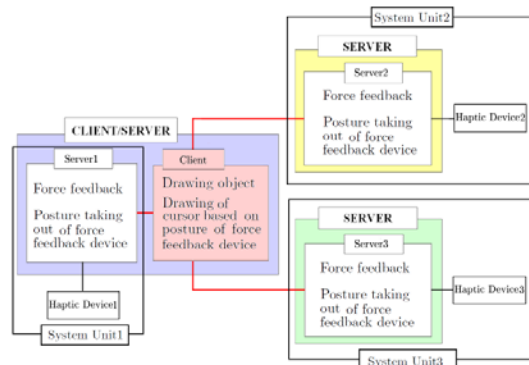 System Unit2
SERVER
Server2
Force feedback
Posture taking
out of force
feedback device
Haptic Device2
CLIENT/SERVER
Server1
Force feedback
Posture taking
out of force
feedback device
Client
Drawing object
Drawing of
cursor based on
posture of force
feedback device
Haptic Device1
System Unit1
SERVER
Server3
Force feedback
Posture taking
out of force
feedback device
Haptic Device3
System Unit3